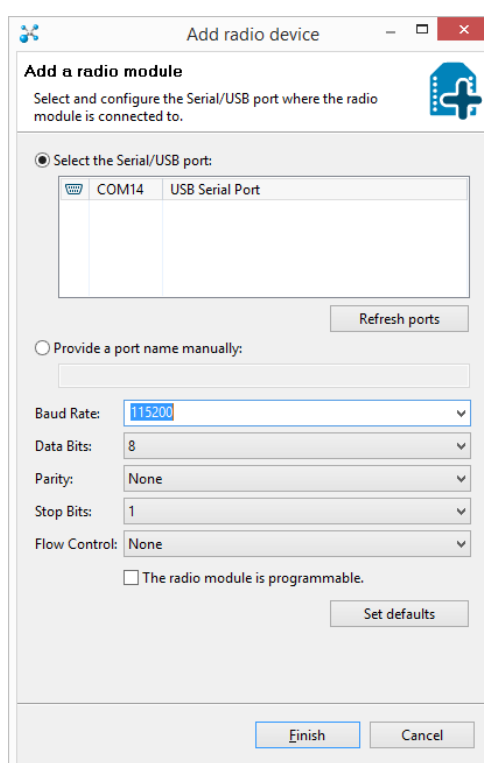 Add radio device
Add a radio module
Select and configure the Serial/USB port where the radio
module is connected to.
Select the Serial/USB port:
COM14 USB Serial Port
Refresh ports
Provide a port name manually:
Baud Rate: 115200
Data Bits: 8
Parity: None
Stop Bits: 1
Flow Control: None
The radio module is programmable.
Set defaults
Finish Cancel